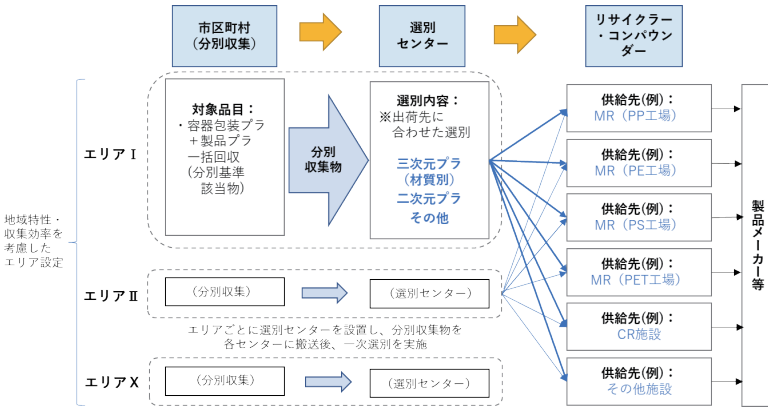 市区町村
（分別収集）
選別
センター
リサイクラー
・コンパウン
ダー
エリアⅠ
対象品目：
・容器包装プラ
＋製品プラ
一括回収
(分別基準
該当物)
分別
収集物
選別内容：
※出荷先に
合わせた選別
三次元プラ
（材質別）
二次元プラ
その他
供給先(例)：
MR（PP工場）
供給先(例)：
MR（PE工場）
供給先(例)：
MR（PS工場）
供給先(例)：
MR（PET工場）
供給先(例)：
CR施設
供給先(例)：
その他施設
製品メーカー等
地域特性・
収集効率を
考慮した
エリア設定
エリアⅡ
（分別収集）
（選別センター）
エリアごとに選別センターを設置し、分別収集物を
各センターに搬送後、一次選別を実施
エリアX
（分別収集）
（選別センター）